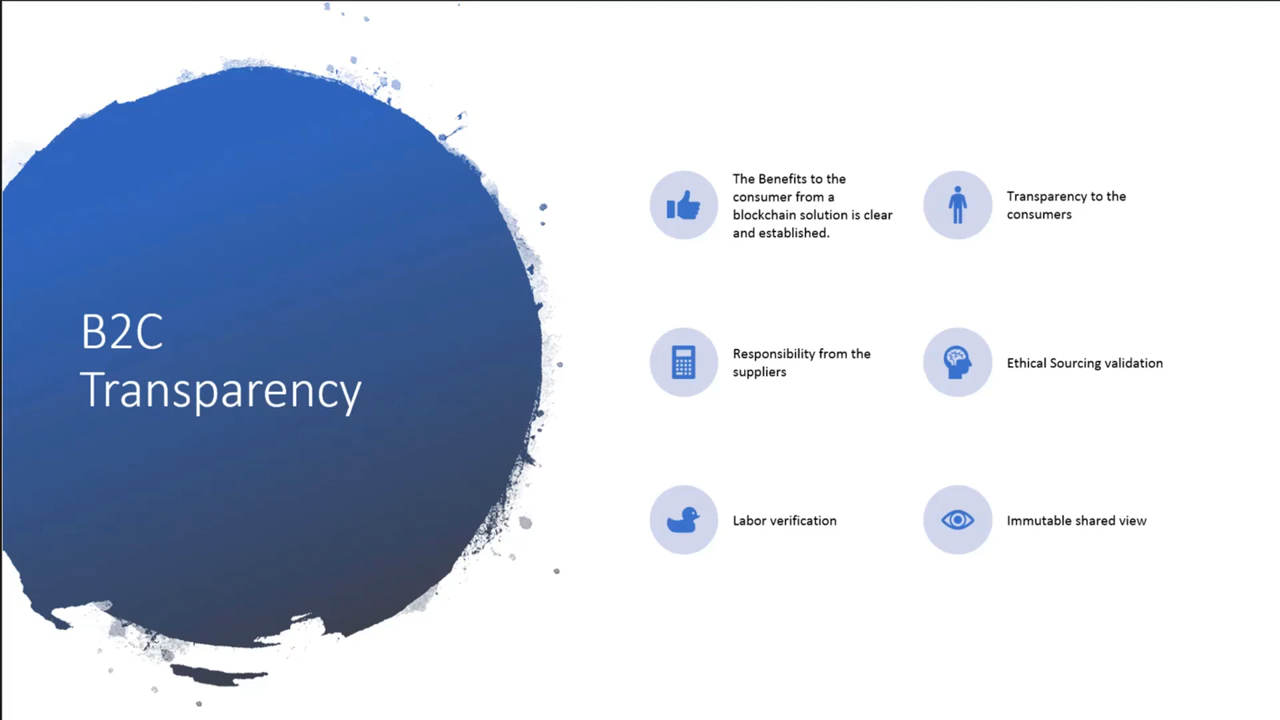 B2C
Transparency
The Benefits to the
consumer from a
blockchain solution is clear
and established.
Transparency to the
consumers
Responsibility from the
suppliers
Ethical Sourcing validation
Labor verification
Immutable shared view